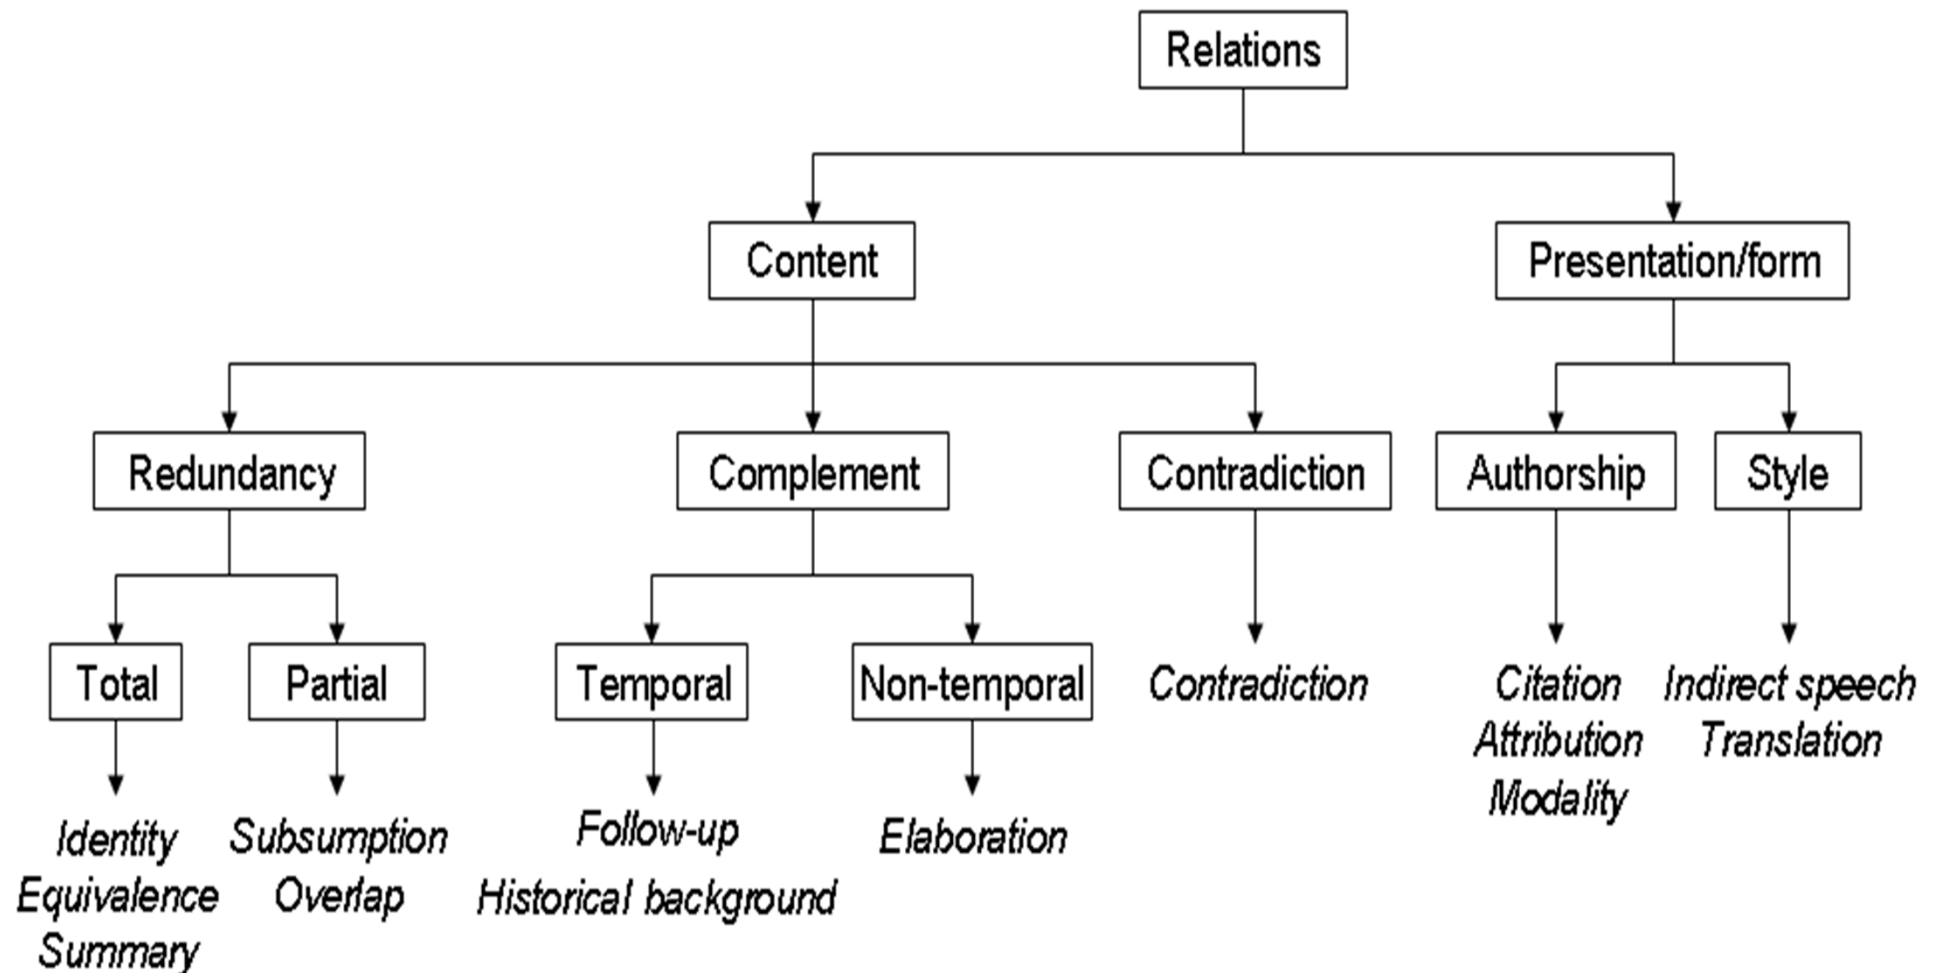 Relations
Content
Presentation/form
Redundancy
Complement
Contradiction
Authorship
Style
Total
Partial
Temporal
Non-temporal
Contradiction
Citation
Attribution
Modality
Indirect speech
Translation
Identity
Equivalence
Summary
Subsumption
Overlap
Follow-up
Historical background
Elaboration